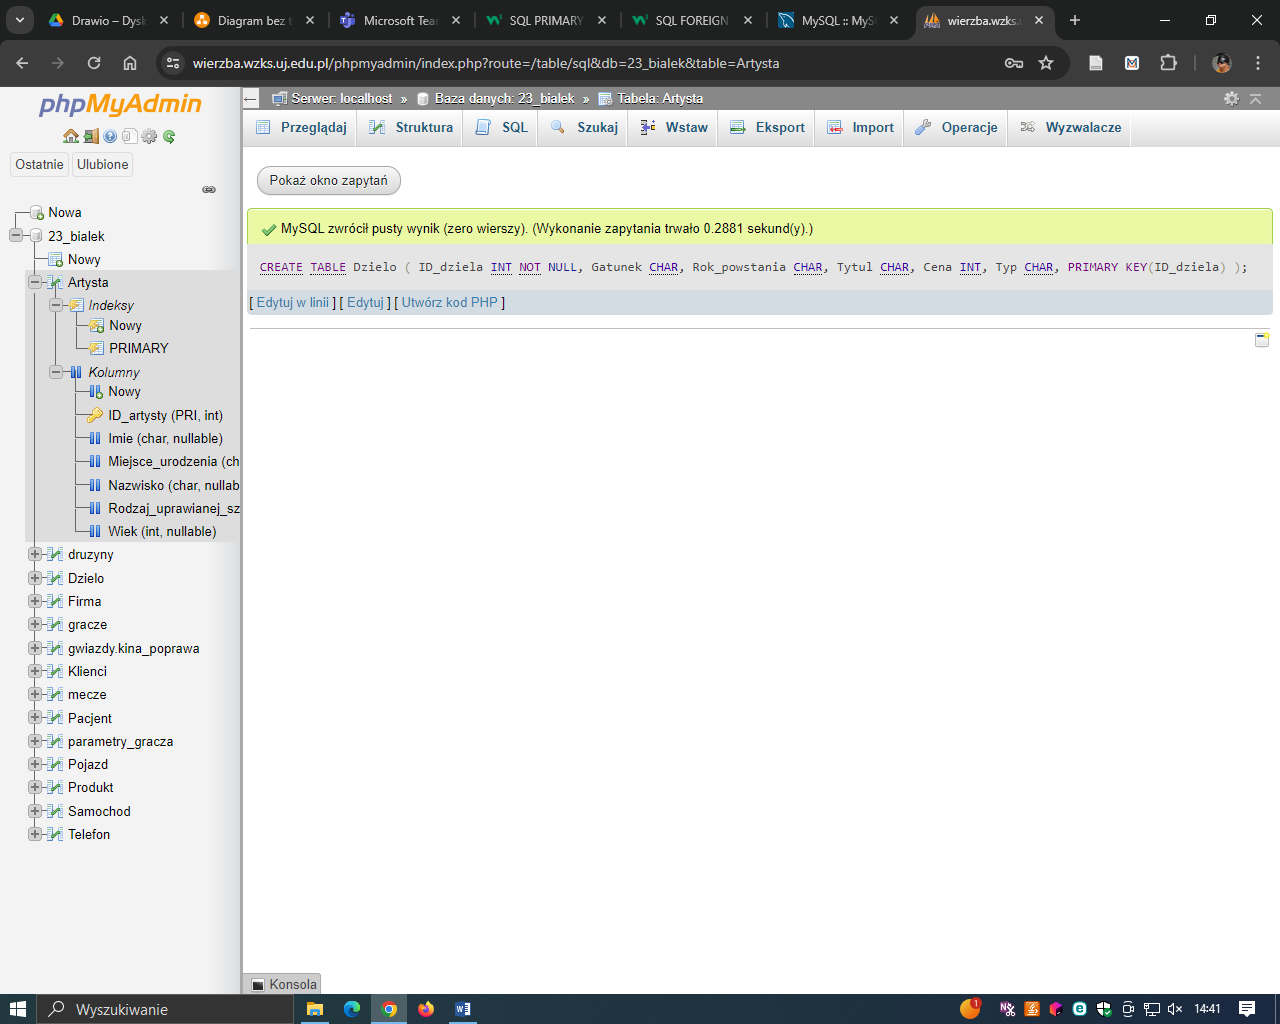 Drawio – Dysk
Diagram bez t
Microsoft Tear
SQL PRIMARY
SQL FOREIGN
MySQL :: MyS
wierzba.wzks.u
wierzba.wzks.uj.edu.pl/phpmyadmin/index.php?route=/table/sql&db=23_bialek&table=Artysta
phpMyAdmin
Ostatnie Ulubione
Nowa
23_bialek
Nowy
Artysta
Indeksy
Nowy
PRIMARY
Kolumny
Nowy
ID_artysty (PRI, int)
Imie (char, nullable)
Miejsce_urodzenia (ch
Nazwisko (char, nullab
Rodzaj_uprawianej_sz
Wiek (int, nullable)
druzyny
Dzielo
Firma
gracze
gwiazdy.kina_poprawa
Klienci
mecze
Pacjent
parametry_gracza
Pojazd
Produkt
Samochod
Telefon
Serwer: localhost » Baza danych: 23_bialek » Tabela: Artysta
Przeglądaj Struktura SQL Szukaj Wstaw Eksport Import Operacje Wyzwalacze
Pokaż okno zapytań
MySQL zwrócił pusty wynik (zero wierszy). (Wykonanie zapytania trwało 0.2881 sekund(y).)
CREATE TABLE Dzielo ( ID_dziela INT NOT NULL, Gatunek CHAR, Rok_powstania CHAR, Tytul CHAR, Cena INT, Typ CHAR, PRIMARY KEY(ID_dziela) );
[ Edytuj w linii ] [ Edytuj ] [ Utwórz kod PHP ]
Konsola
Wyszukiwanie
1
14:41